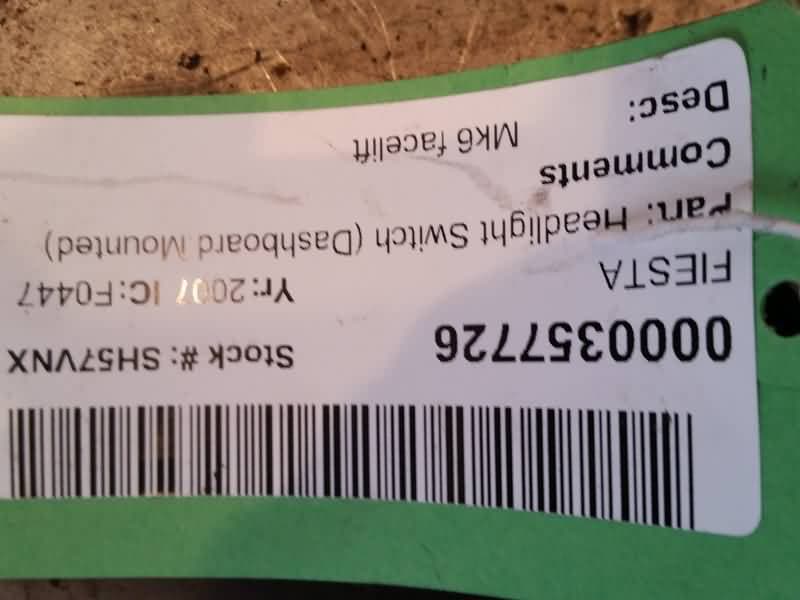 0000357726 Stock #: SH57VNX
FIESTA Yr: 2007 IC: F0447
Part: Headlight Switch (Dashboard Mounted)
Comments
Mk6 facelift
Desc: